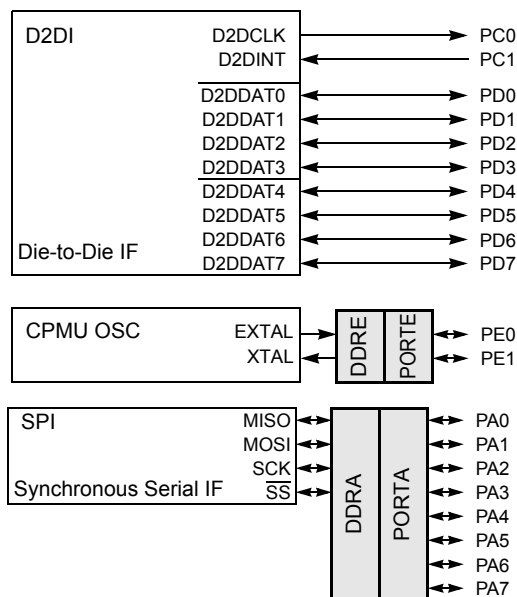 D2DI D2DCLK PC0
D2DINT PC1
D2DDAT0 PD0
D2DDAT1 PD1
D2DDAT2 PD2
D2DDAT3 PD3
D2DDAT4 PD4
D2DDAT5 PD5
D2DDAT6 PD6
Die-to-Die IF D2DDAT7 PD7
CPMU OSC EXTAL DDRE PORTE PE0
XTAL PE1
SPI MISO PA0
MOSI PA1
SCK PA2
Synchronous Serial IF SS DDRA PORTA PA3
PA4
PA5
PA6
PA7